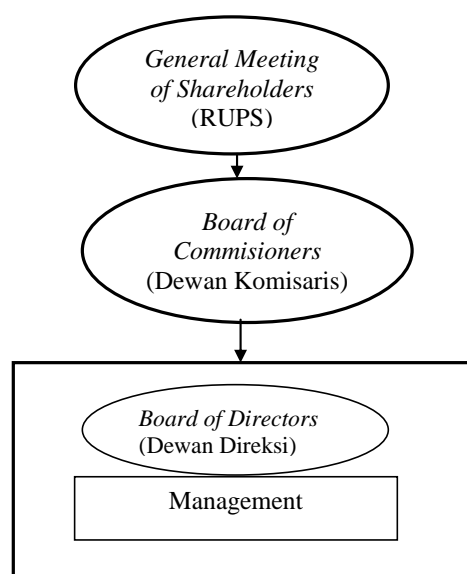 General Meeting
of Shareholders
(RUPS)
Board of
Commisioners
(Dewan Komisaris)
Board of Directors
(Dewan Direksi)
Management